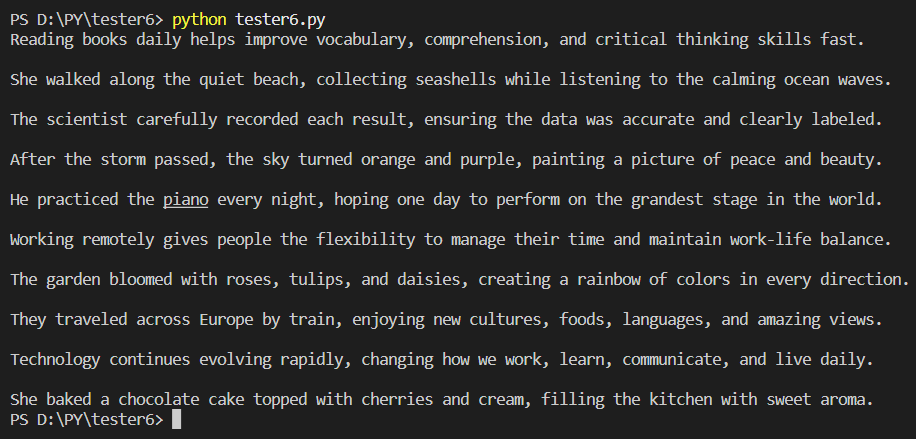 PS D:\PY\tester6> python tester6.py
Reading books daily helps improve vocabulary, comprehension, and critical thinking skills fast.
She walked along the quiet beach, collecting seashells while listening to the calming ocean waves.
The scientist carefully recorded each result, ensuring the data was accurate and clearly labeled.
After the storm passed, the sky turned orange and purple, painting a picture of peace and beauty.
He practiced the piano every night, hoping one day to perform on the grandest stage in the world.
Working remotely gives people the flexibility to manage their time and maintain work-life balance.
The garden bloomed with roses, tulips, and daisies, creating a rainbow of colors in every direction.
They traveled across Europe by train, enjoying new cultures, foods, languages, and amazing views.
Technology continues evolving rapidly, changing how we work, learn, communicate, and live daily.
She baked a chocolate cake topped with cherries and cream, filling the kitchen with sweet aroma.
PS D:\PY\tester6>